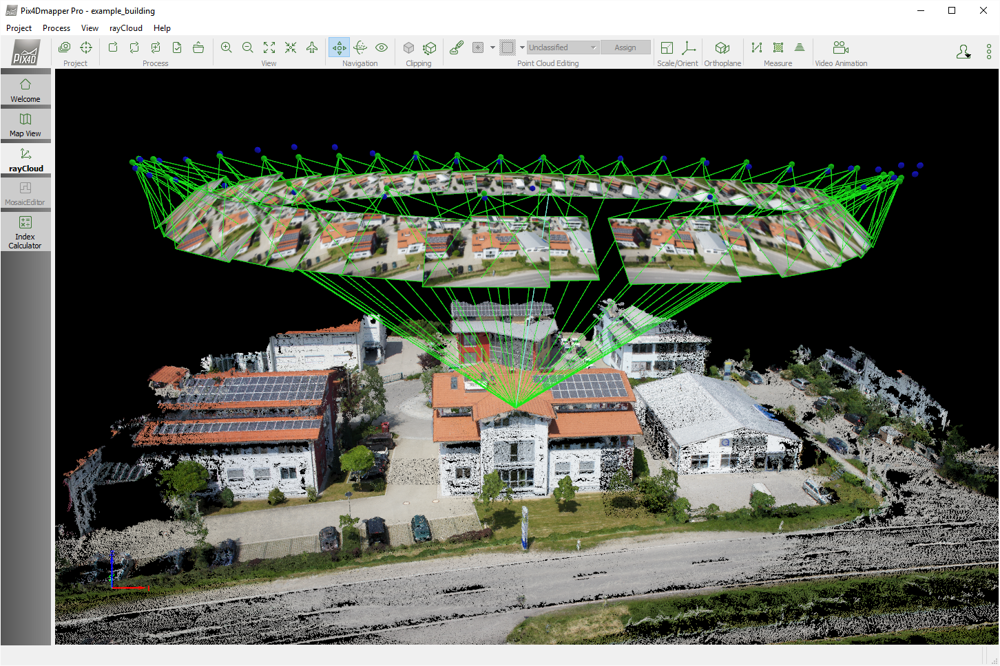 Pix4Dmapper Pro - example_building
Project Process View rayCloud Help
PIX4D
Unclassified Assign
Project Process View Navigation Clipping Point Cloud Editing Scale/Orient Orthoplane Measure Video Animation
Welcome
Map View
rayCloud
MosaicEditor
Index
Calculator